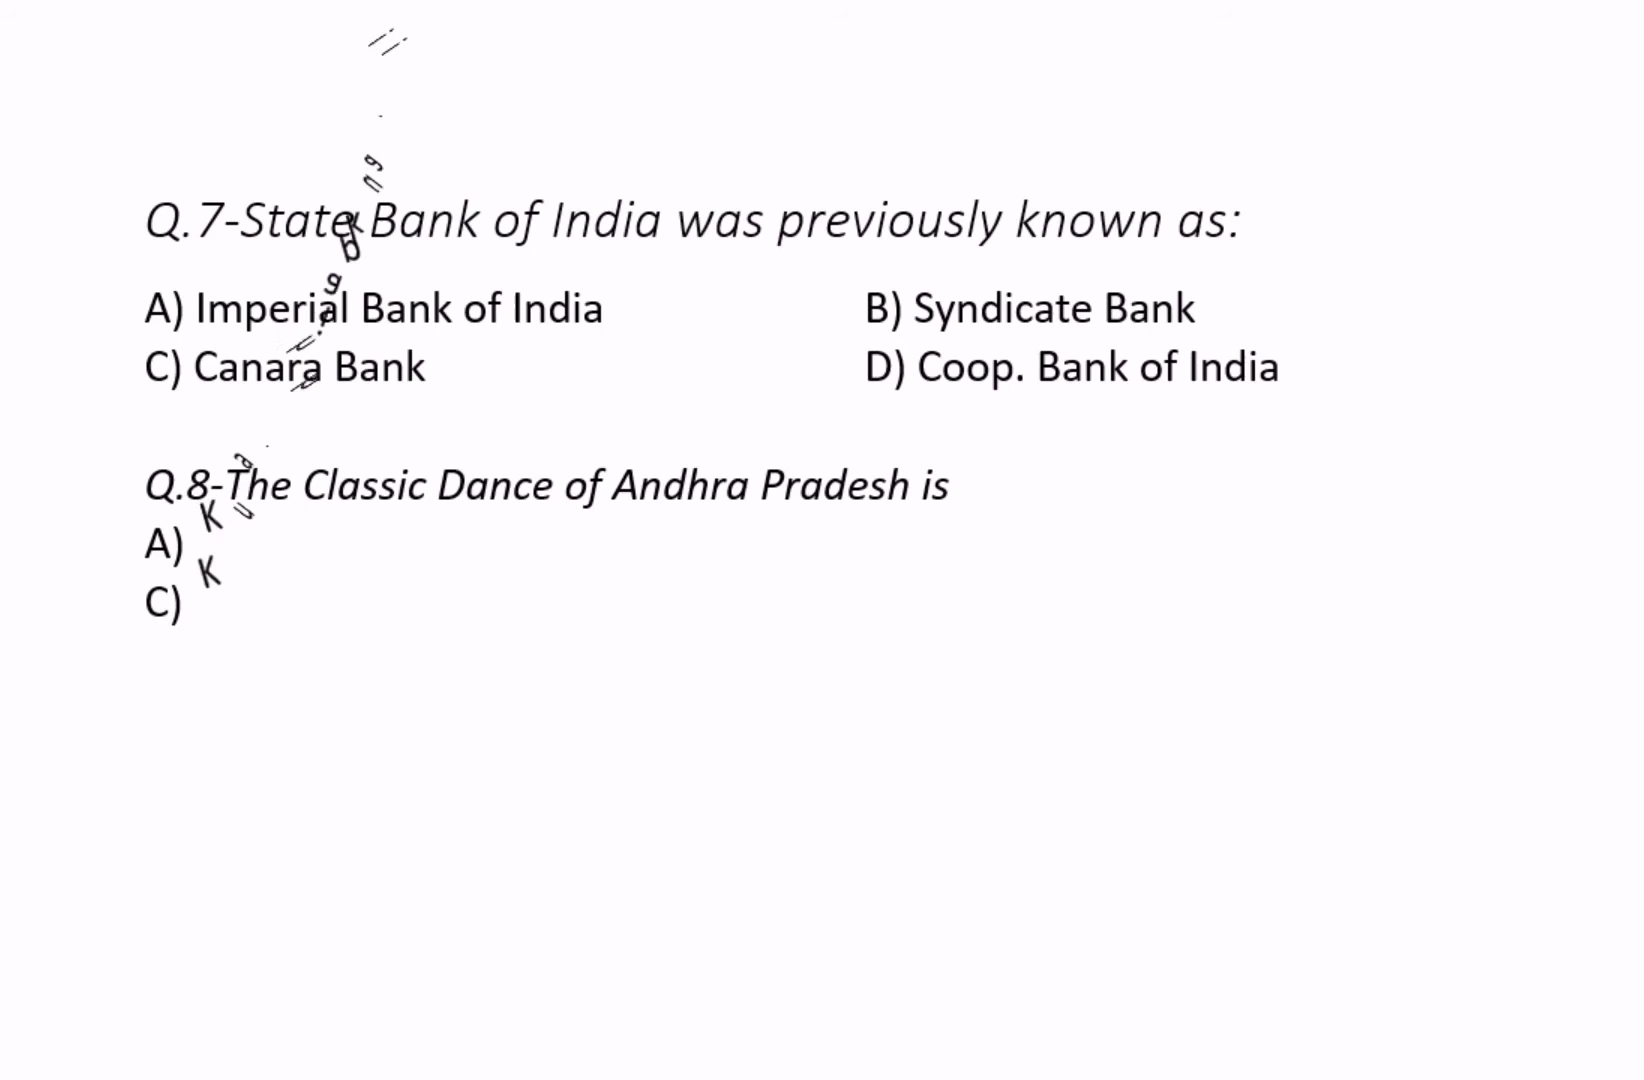 Q.7-State Bank of India was previously known as:
A) Imperial Bank of India B) Syndicate Bank
C) Canara Bank D) Coop. Bank of India
Q.8-The Classic Dance of Andhra Pradesh is
A) K
C) K